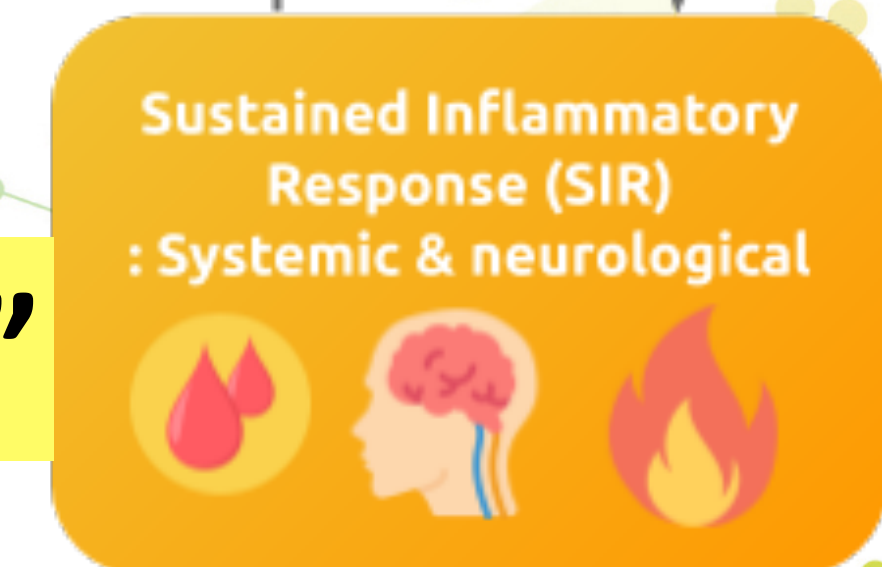 Sustained Inflammatory
Response (SIR)
: Systemic & neurological
”